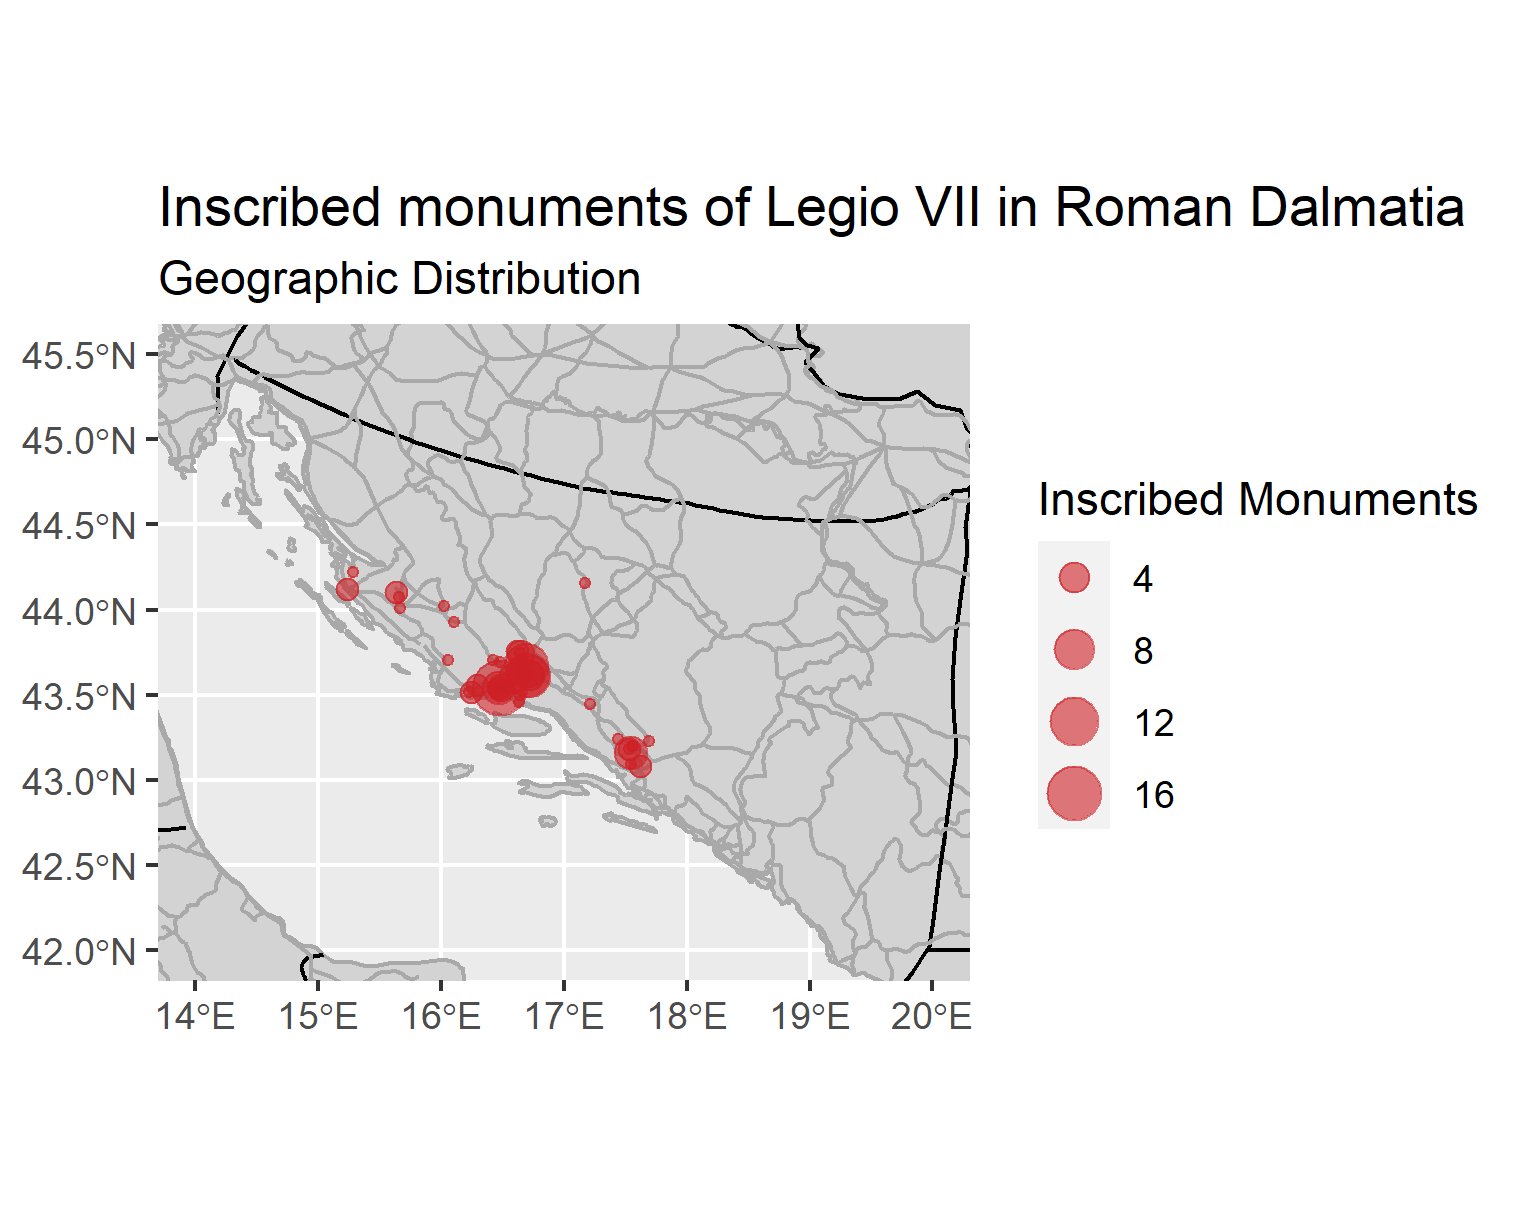 Inscribed monuments of Legio VII in Roman Dalmatia
Geographic Distribution
45.5°N
45.0°N
44.5°N
44.0°N
43.5°N
43.0°N
42.5°N
42.0°N
14°E 15°E 16°E 17°E 18°E 19°E 20°E
Inscribed Monuments
4
8
12
16